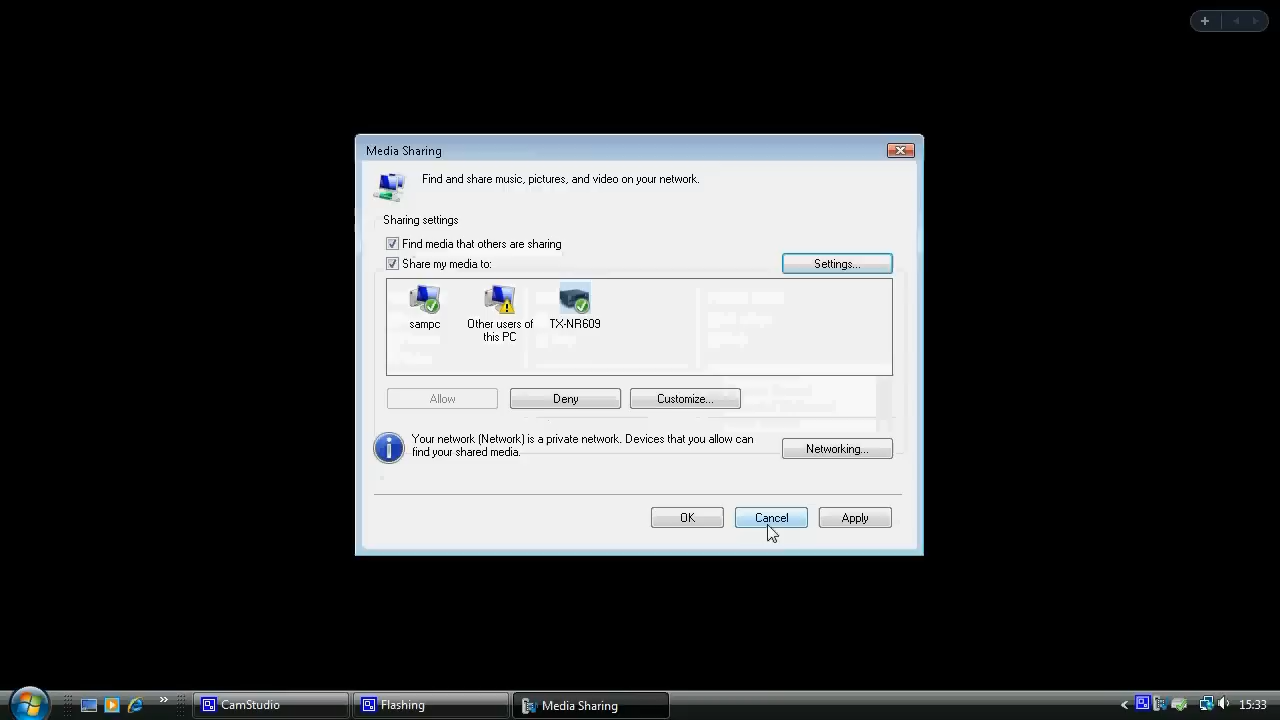 Media Sharing
Find and share music, pictures, and video on your network.
Sharing settings
Find media that others are sharing
Share my media to:
Settings...
sampc
Other users of
this PC
TX-NR609
Allow
Deny
Customize...
Your network (Network) is a private network. Devices that you allow can
find your shared media.
Networking...
OK
Cancel
Apply
CamStudio
Flashing
Media Sharing
15:33